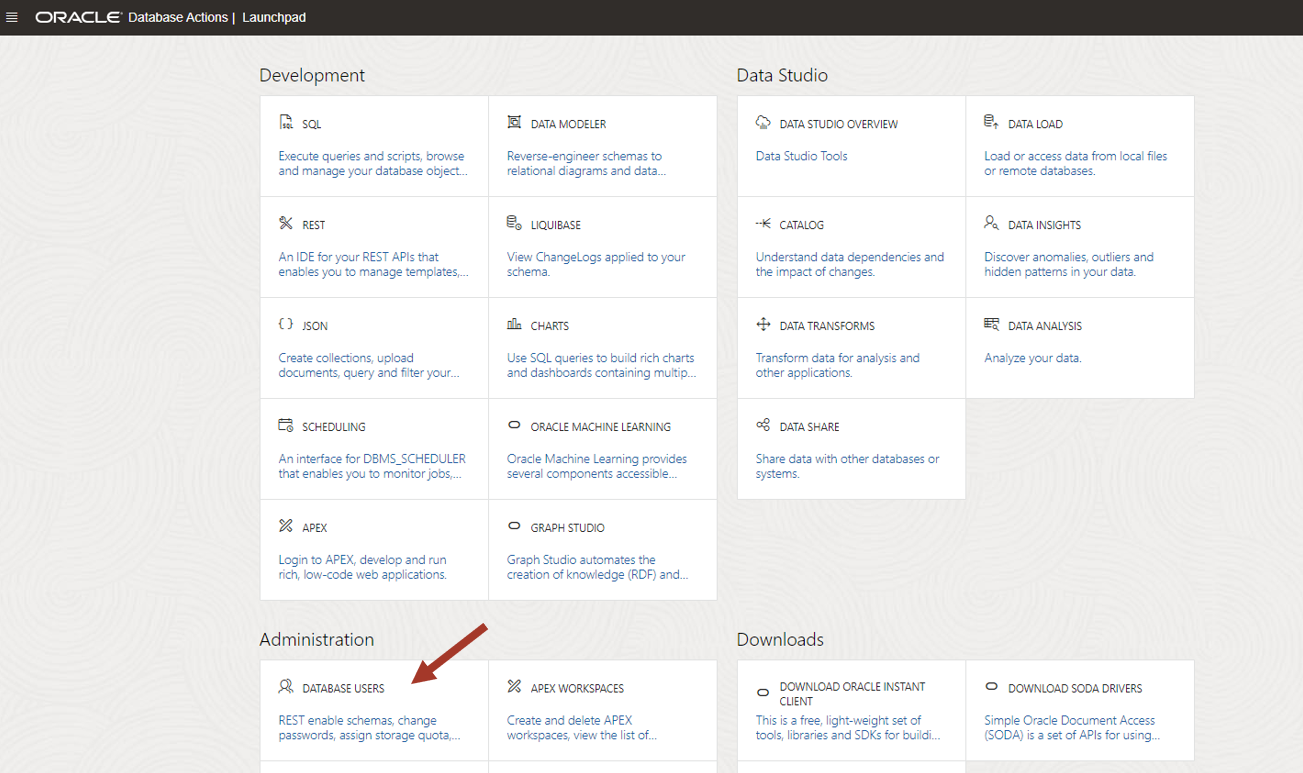 ORACLE Database Actions | Launchpad
Development
SQL
Execute queries and scripts, browse
and manage your database object...
DATA MODELER
Reverse-engineer schemas to
relational diagrams and data...
REST
An IDE for your REST APIs that
enables you to manage templates,...
LIQUIBASE
View ChangeLogs applied to your
schema.
{ } JSON
Create collections, upload
documents, query and filter your...
CHARTS
Use SQL queries to build rich charts
and dashboards containing multip...
SCHEDULING
An interface for DBMS_SCHEDULER
that enables you to monitor jobs,...
ORACLE MACHINE LEARNING
Oracle Machine Learning provides
several components accessible...
APEX
Login to APEX, develop and run
rich, low-code web applications.
GRAPH STUDIO
Graph Studio automates the
creation of knowledge (RDF) and...
Data Studio
DATA STUDIO OVERVIEW
Data Studio Tools
DATA LOAD
Load or access data from local files
or remote databases.
CATALOG
Understand data dependencies and
the impact of changes.
DATA INSIGHTS
Discover anomalies, outliers and
hidden patterns in your data.
DATA TRANSFORMS
Transform data for analysis and
other applications.
DATA ANALYSIS
Analyze your data.
DATA SHARE
Share data with other databases or
systems.
Administration
DATABASE USERS
REST enable schemas, change
passwords, assign storage quota,...
APEX WORKSPACES
Create and delete APEX
workspaces, view the list of...
Downloads
DOWNLOAD ORACLE INSTANT
CLIENT
This is a free, light-weight set of
tools, libraries and SDKs for buildi...
DOWNLOAD SODA DRIVERS
Simple Oracle Document Access
(SODA) is a set of APIs for using...